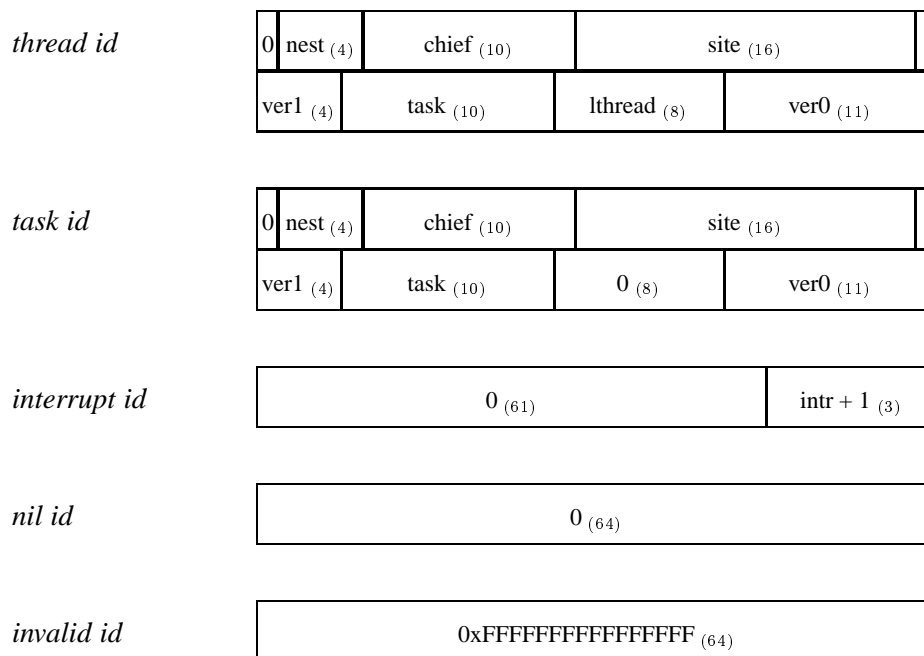 thread id 0 nest (4) chief (10) site (16)
ver1 (4) task (10) lthread (8) ver0 (11)
task id 0 nest (4) chief (10) site (16)
ver1 (4) task (10) 0 (8) ver0 (11)
interrupt id 0 (61) intr + 1 (3)
nil id 0 (64)
invalid id 0xFFFFFFFFFFFFFFFF (64)